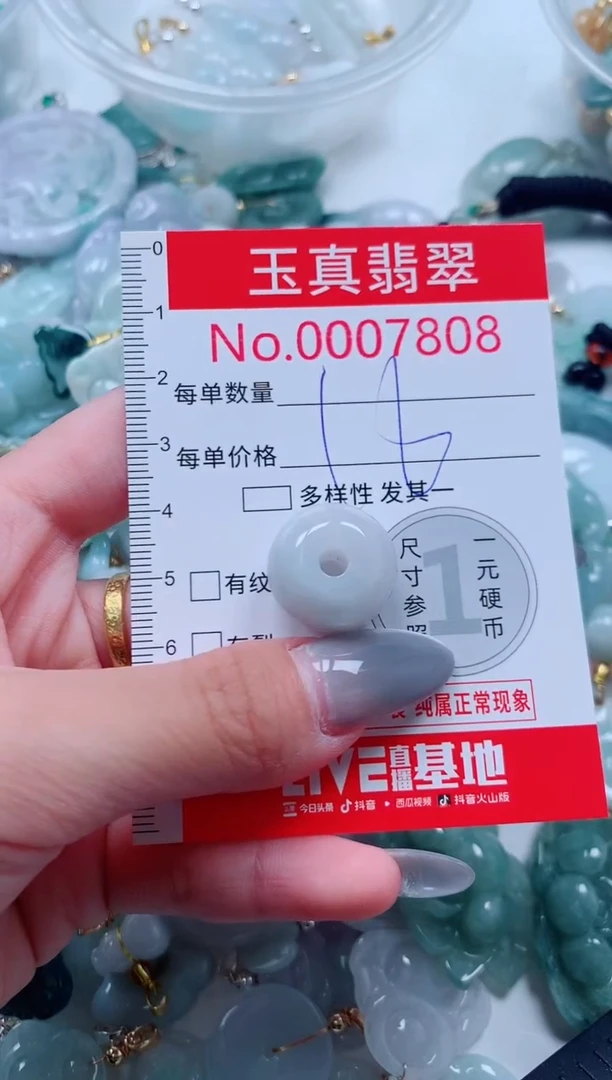 玉真翡翠
No.0007808
每单数量
每单价格
多样性 发其一
有纹
尺寸参照
1
一元硬币
纯属正常现象
LIVE直播基地
今日头条 抖音 西瓜视频 抖音火山版
0
1
2
3
4
5
6